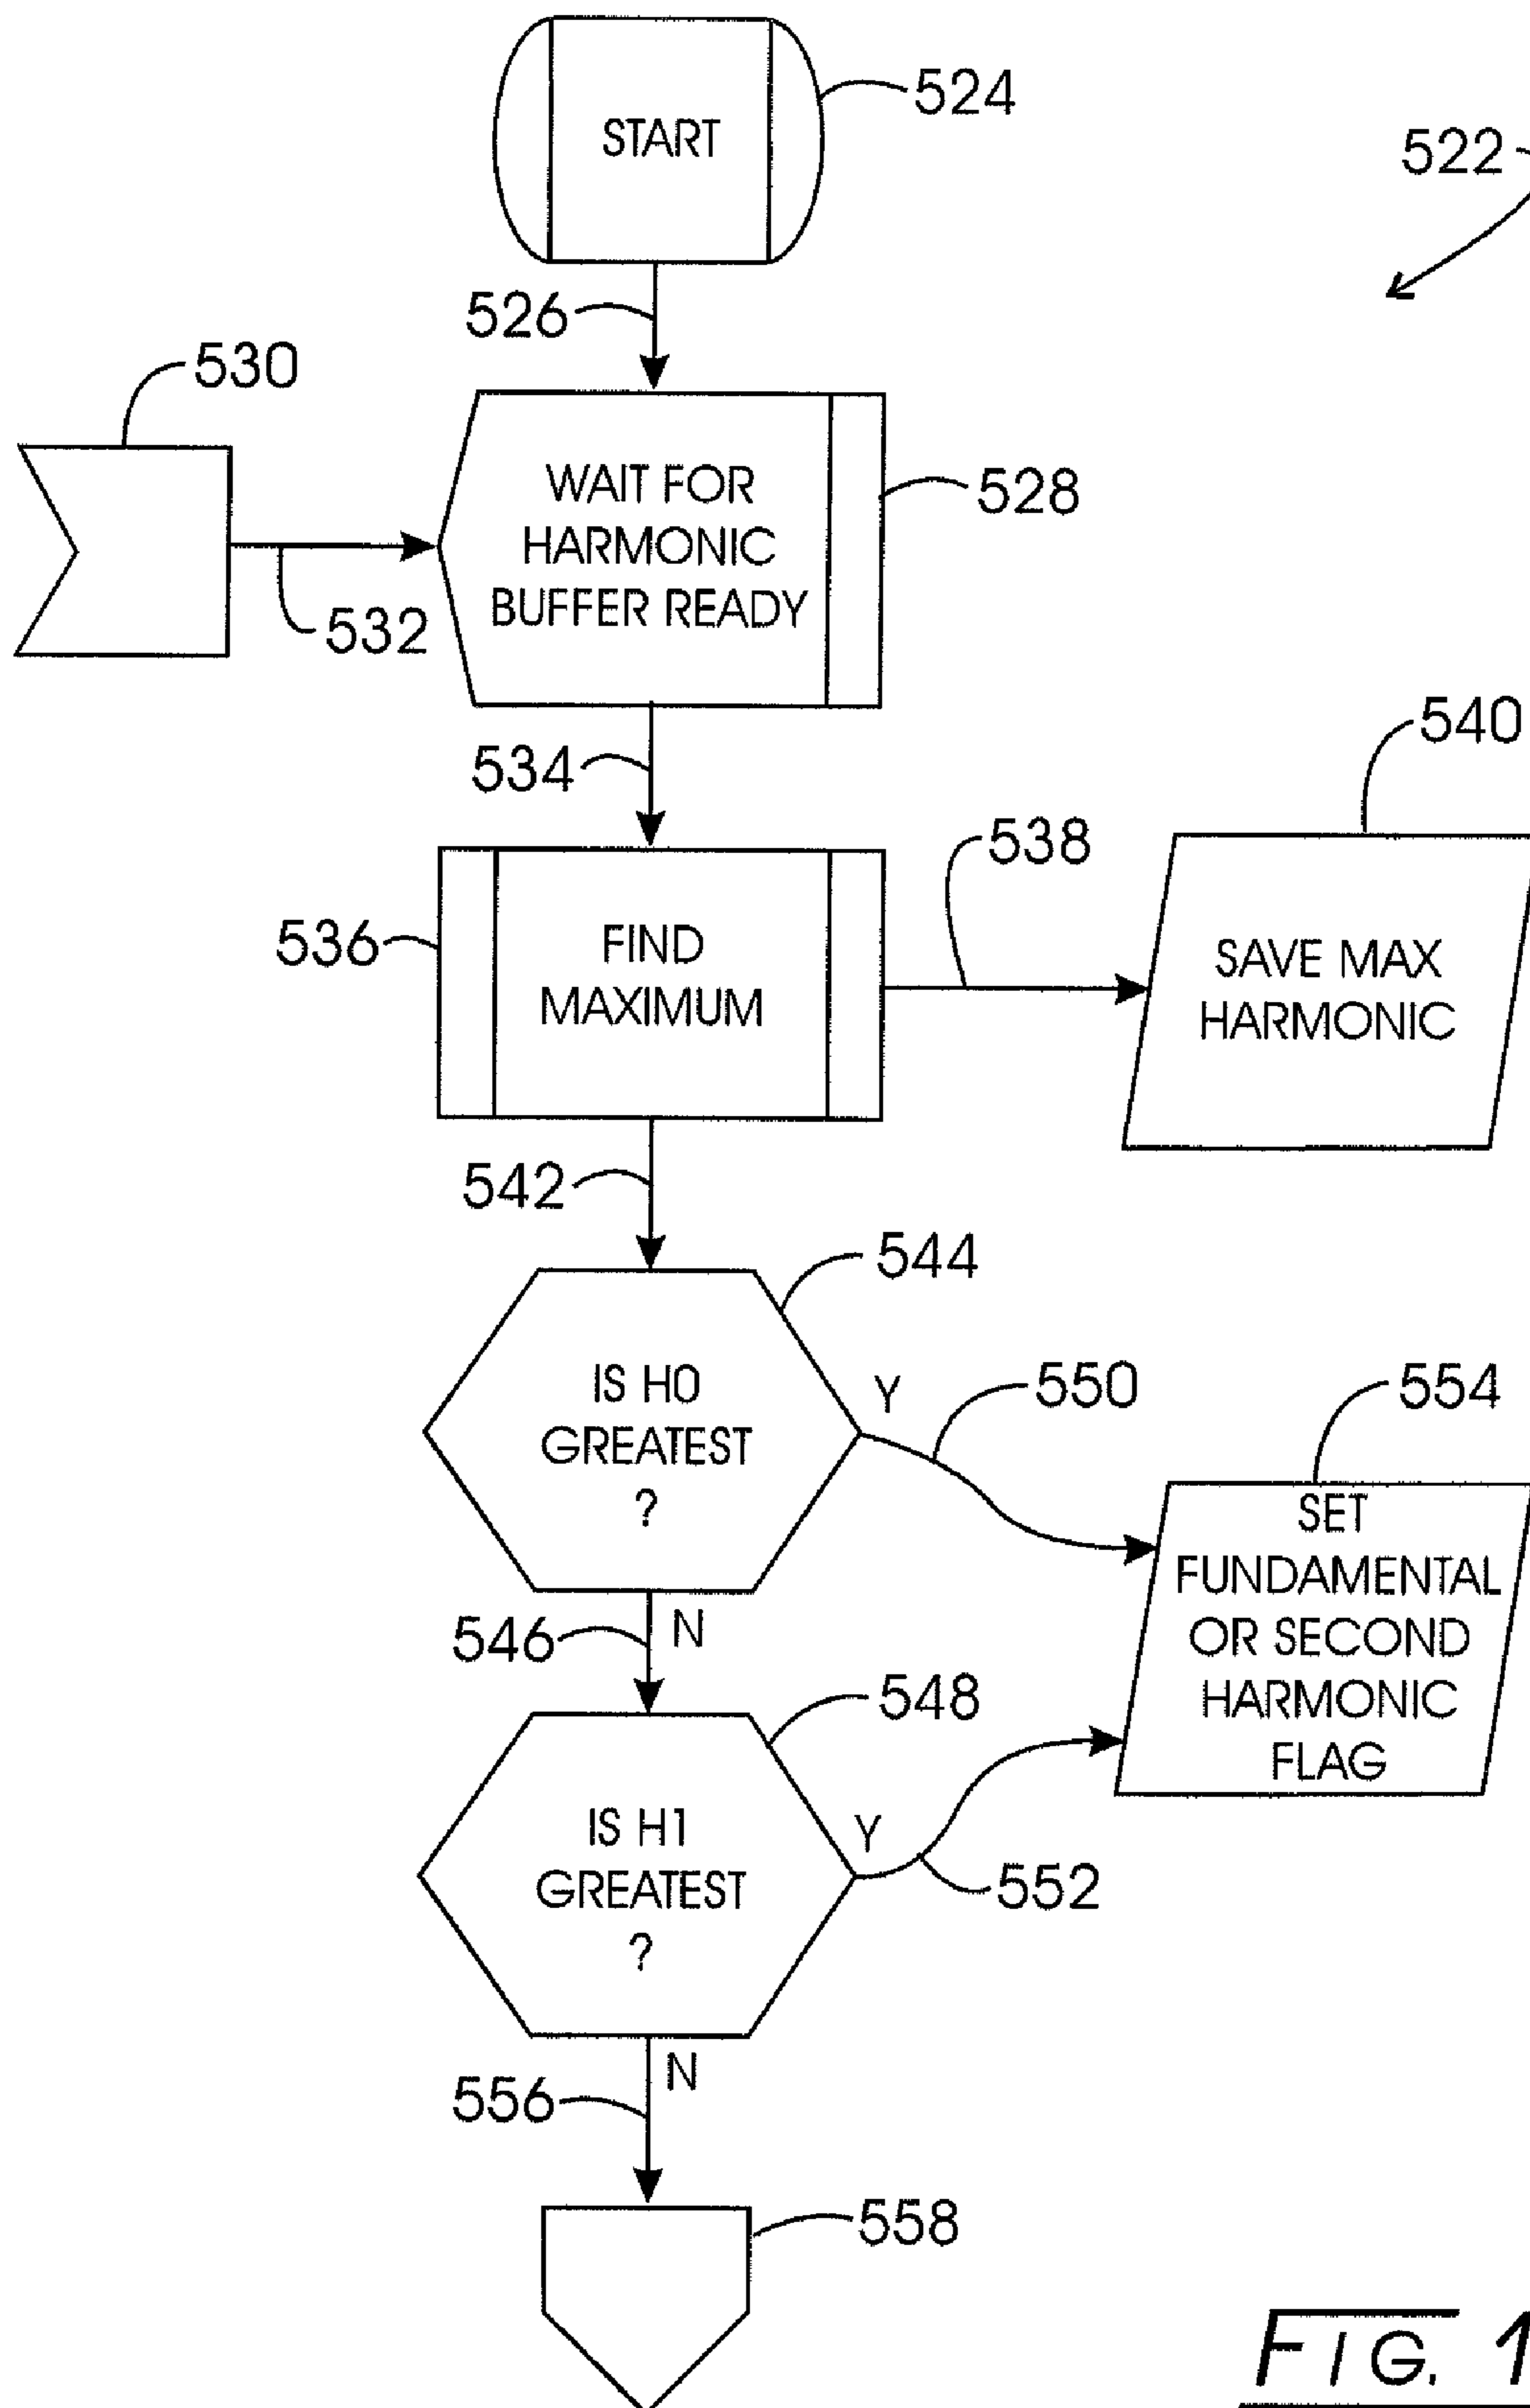 START
524
522
526
530
WAIT FOR
HARMONIC
BUFFER READY
528
532
534
540
538
536
FIND
MAXIMUM
SAVE MAX
HARMONIC
542
544
IS H0
GREATEST
?
Y
550
554
SET
FUNDAMENTAL
OR SECOND
HARMONIC
FLAG
546
N
548
IS H1
GREATEST
?
Y
552
556
N
558
FIG. 1